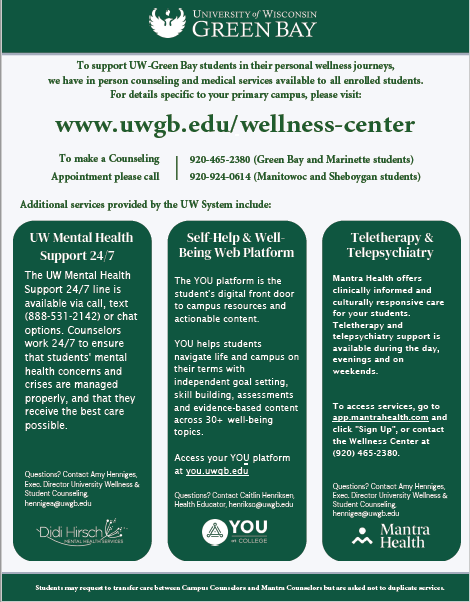 UNIVERSITY OF WISCONSIN
GREEN BAY
To support UW-Green Bay students in their personal wellness journeys,
we have in person counseling and medical services available to all enrolled students.
For details specific to your primary campus, please visit:
www.uwgb.edu/wellness-center
To make a Counseling
Appointment please call
920-465-2380 (Green Bay and Marinette students)
920-924-0614 (Manitowoc and Sheboygan students)
Additional services provided by the UW System include:
UW Mental Health
Support 24/7
The UW Mental Health
Support 24/7 line is
available via call, text
(888-531-2142) or chat
options. Counselors
work 24/7 to ensure
that students' mental
health concerns and
crises are managed
properly, and that they
receive the best care
possible.
Questions? Contact Amy Henniges,
Exec. Director University Wellness &
Student Counseling,
hennigea@uwgb.edu
Didi Hirsch
MENTAL HEALTH SERVICES
Self-Help & Well-
Being Web Platform
The YOU platform is the
student's digital front door
to campus resources and
actionable content.
YOU helps students
navigate life and campus on
their terms with
independent goal setting,
skill building, assessments
and evidence-based content
across 30+ well-being
topics.
Access your YOU platform
at you.uwgb.edu
Questions? Contact Caitlin Henriksen,
Health Educator, henrikso@uwgb.edu
YOU
at COLLEGE
Teletherapy &
Telepsychiatry
Mantra Health offers
clinically informed and
culturally responsive care
for your students.
Teletherapy and
telepsychiatry support is
available during the day,
evenings and on
weekends.
To access services, go to
app.mantrahealth.com and
click "Sign Up", or contact
the Wellness Center at
(920) 465-2380.
Questions? Contact Amy Henniges,
Exec. Director University Wellness &
Student Counseling,
hennigea@uwgb.edu
Mantra
Health
Students may request to transfer care between Campus Counselors and Mantra Counselors but are asked not to duplicate services.